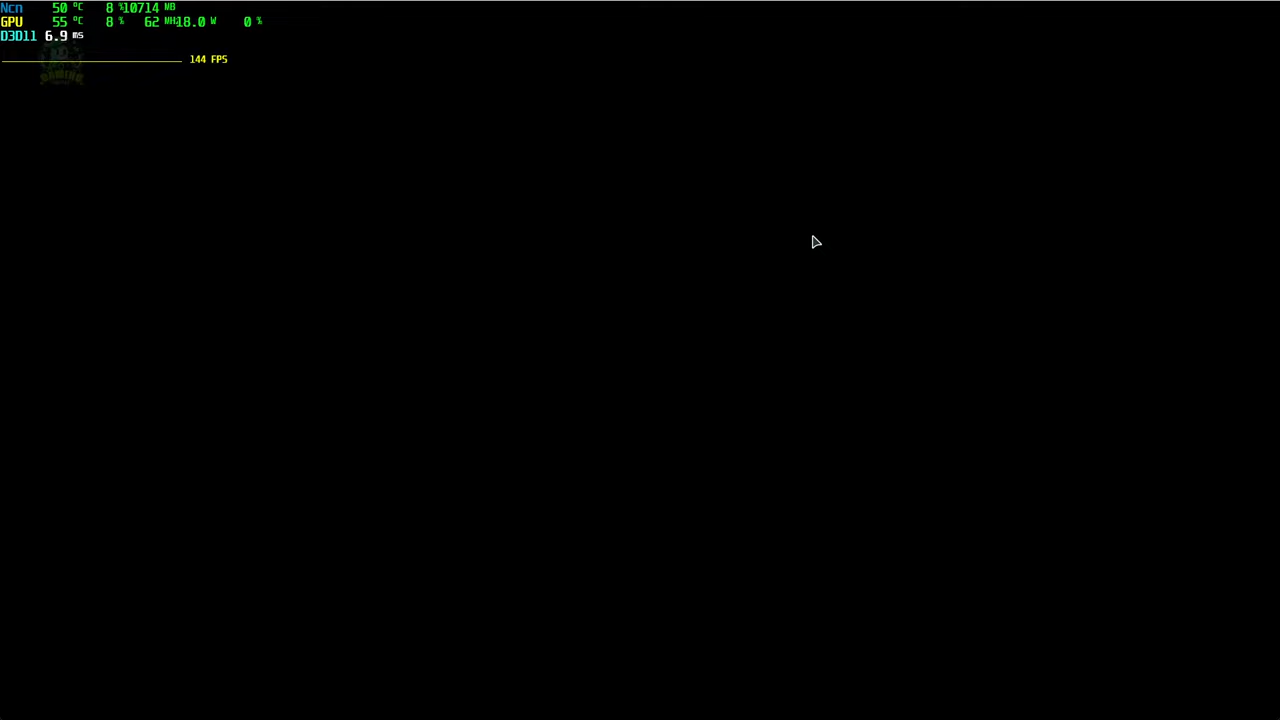 Ncn 50 °C 8 % 10714 MB
GPU 55 °C 8 % 62 MHz 18.0 W 0 %
D3D11 6.9 ms
144 FPS
GAMING